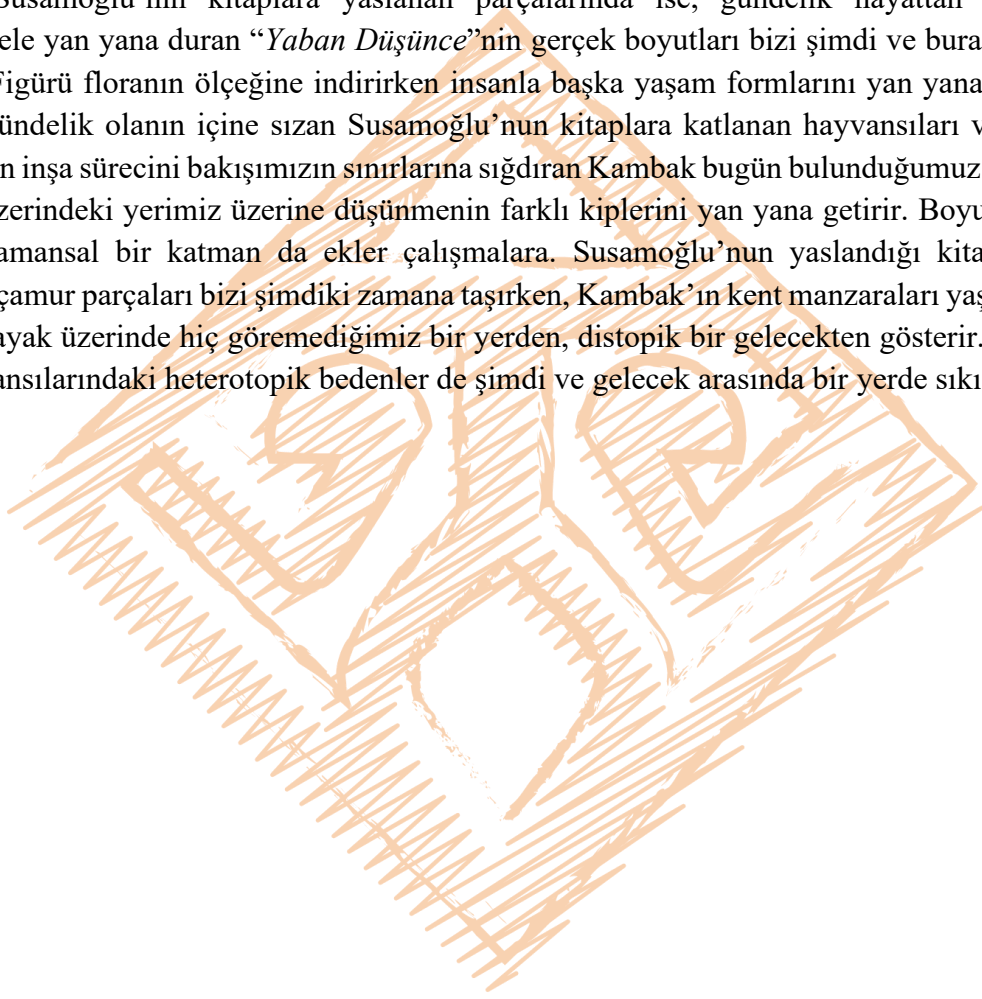 Susamoğlu'nun kitaplara yaslanan parçalarında ise, gündelik hayattan
ele yan yana duran “Yaban Düşünce”nin gerçek boyutları bizi şimdi ve bura
Figürü floranın ölçeğine indirirken insanla başka yaşam formlarını yan yana
ündelik olanın içine sızan Susamoğlu'nun kitaplara katlanan hayvansıları v
n inşa sürecini bakışımızın sınırlarına sığdıran Kambak bugün bulunduğumuz
zerindeki yerimiz üzerine düşünmenin farklı kiplerini yan yana getirir. Boyu
amansal bir katman da ekler çalışmalara. Susamoğlu'nun yaslandığı kita
çamur parçaları bizi şimdiki zamana taşırken, Kambak'ın kent manzaraları yaş
ayak üzerinde hiç göremediğimiz bir yerden, distopik bir gelecekten gösterir.
ansılarındaki heterotopik bedenler de şimdi ve gelecek arasında bir yerde sıkı